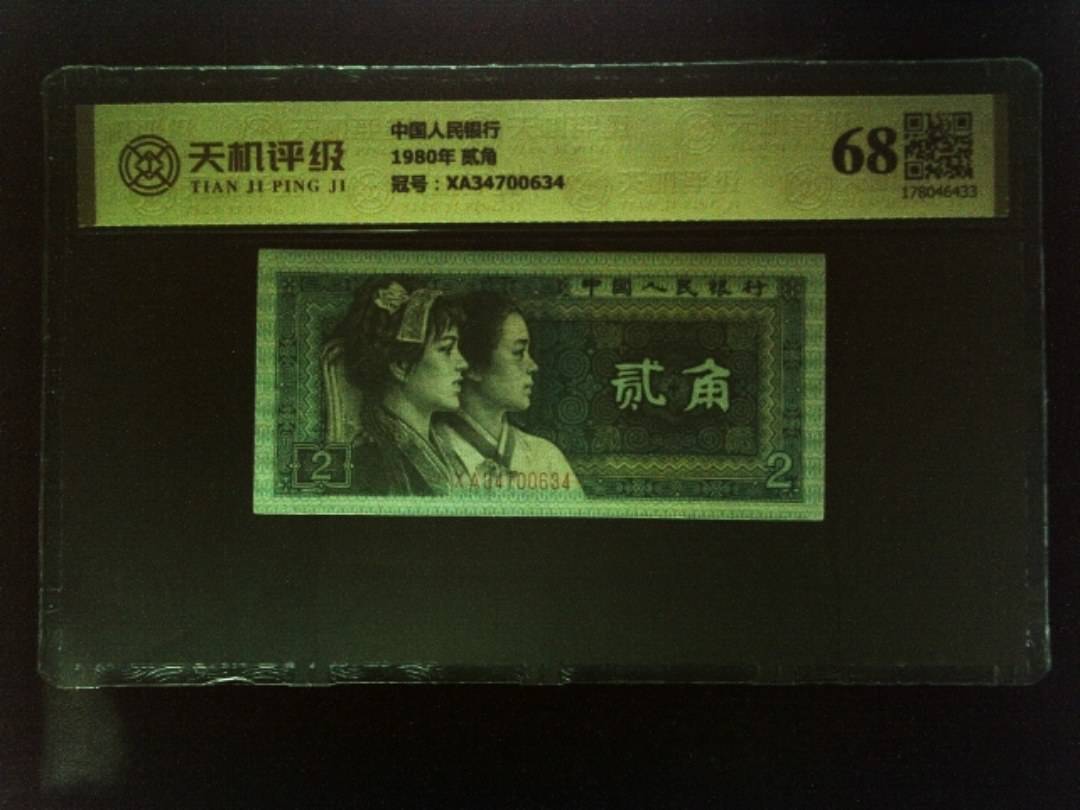 天机评级
TIAN JI PING JI
中国人民银行
1980年 贰角
冠号：XA34700634
68
178046433
中国人民银行
贰角
2
2
XA34700634